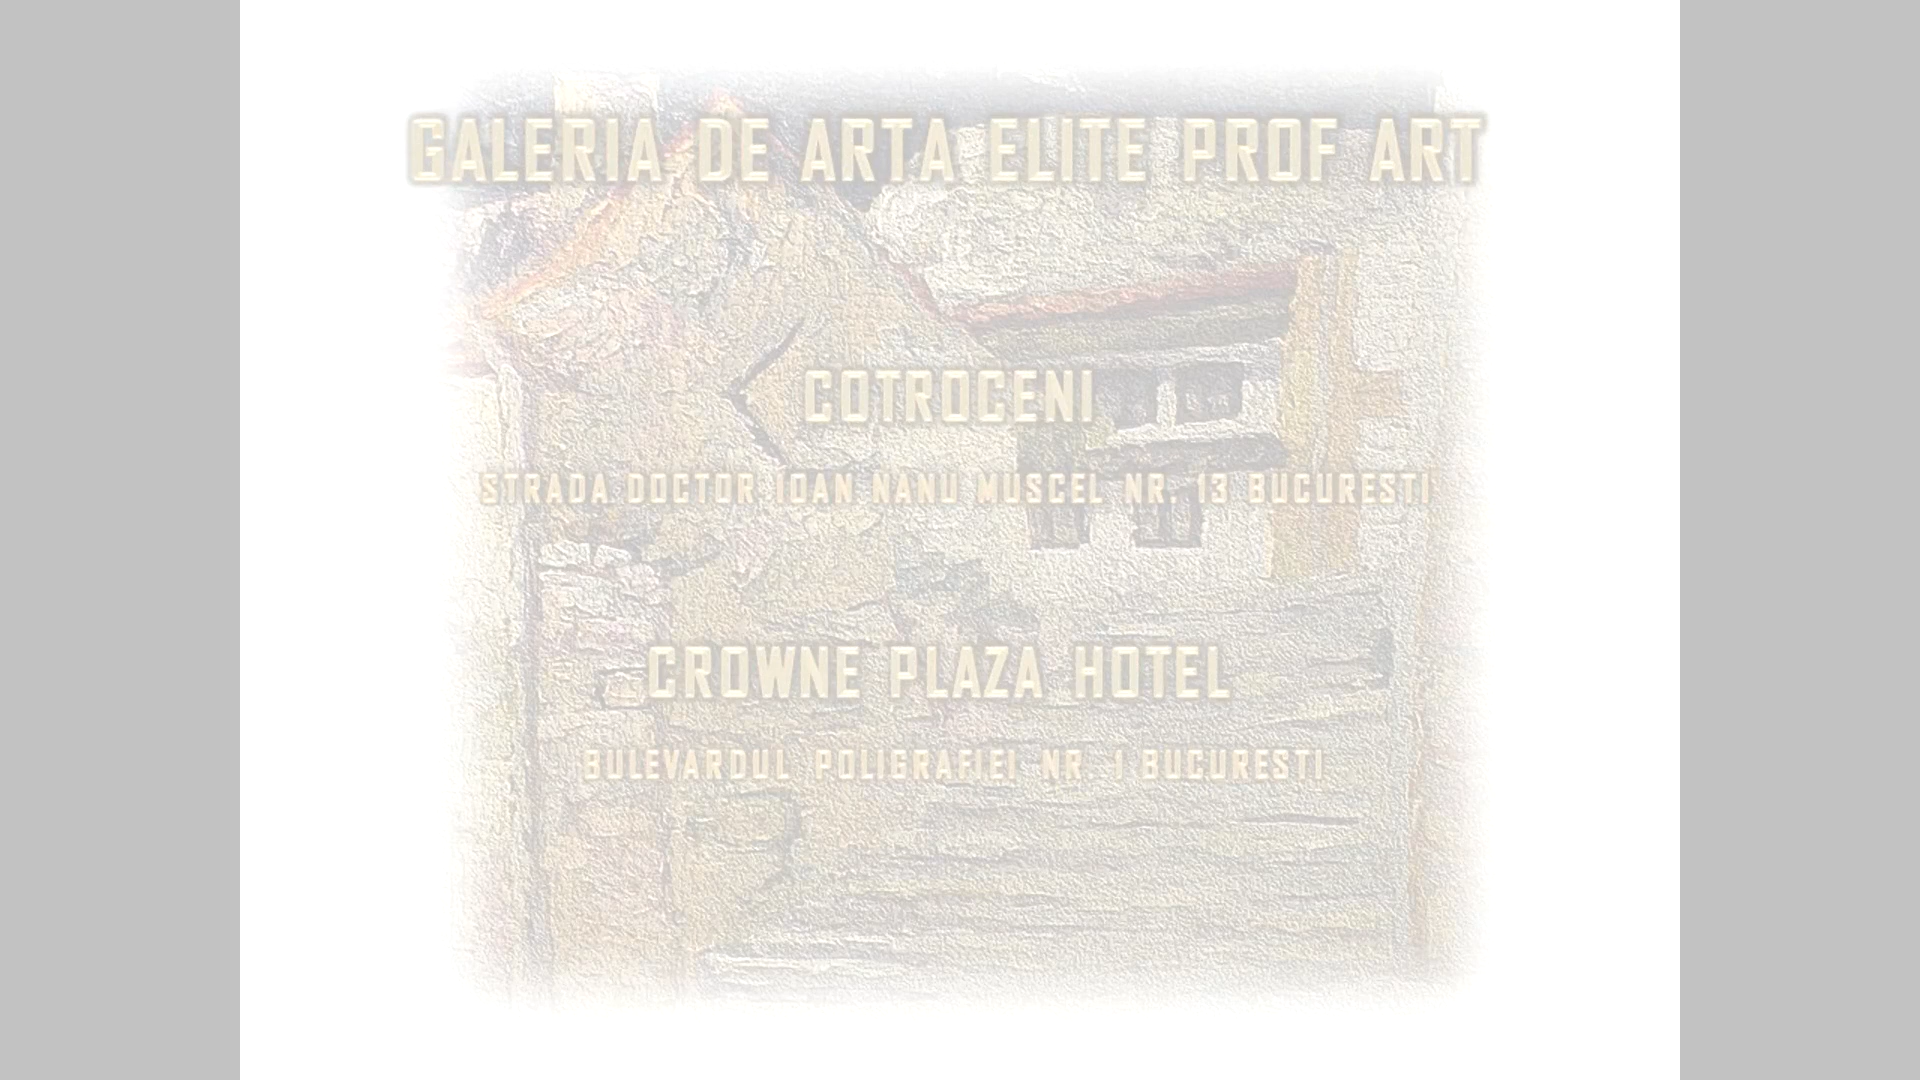 GALERIA DE ARTA ELITE PROF ART
COTROCENI
STRADA DOCTOR IOAN NANU MUSCEL NR. 13 BUCURESTI
CROWNE PLAZA HOTEL
BULEVARDUL POLIGRAFIEI NR 1 BUCURESTI